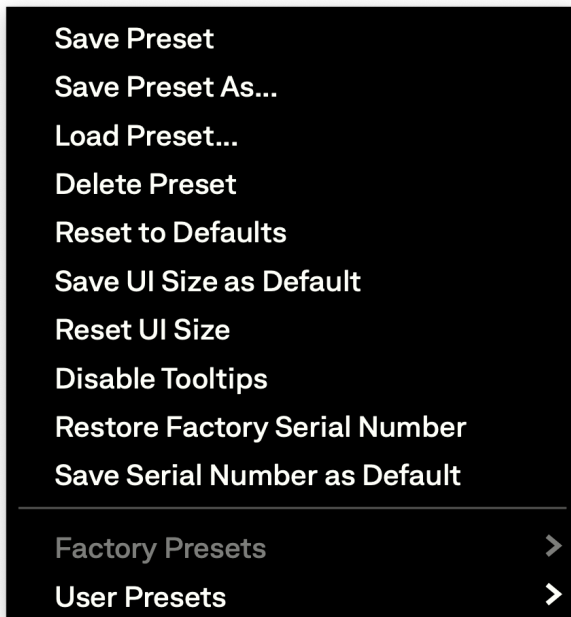 Save Preset
Save Preset As...
Load Preset...
Delete Preset
Reset to Defaults
Save UI Size as Default
Reset UI Size
Disable Tooltips
Restore Factory Serial Number
Save Serial Number as Default
Factory Presets
User Presets